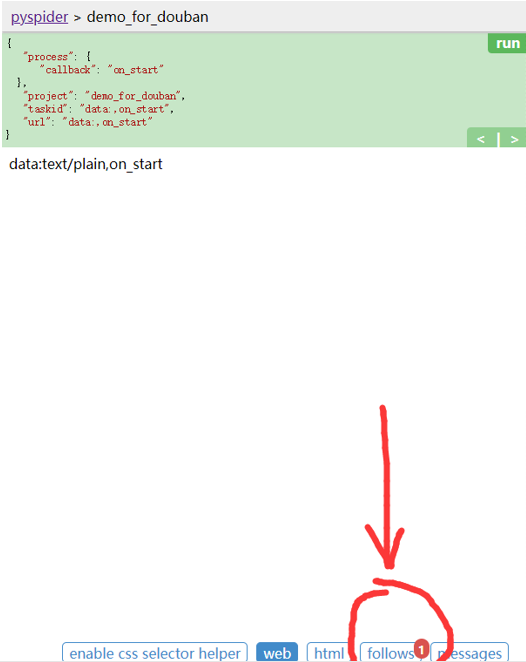 pyspider > demo_for_douban
{
"process": {
"callback": "on_start"
},
"project": "demo_for_douban",
"taskid": "data:,on_start",
"url": "data:,on_start"
}
run
< | >
data:text/plain,on_start
enable css selector helper web html follows 1 messages